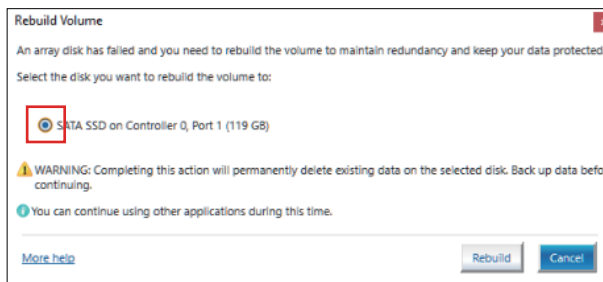 Rebuild Volume
An array disk has failed and you need to rebuild the volume to maintain redundancy and keep your data protected
Select the disk you want to rebuild the volume to:
SATA SSD on Controller 0, Port 1 (119 GB)
WARNING: Completing this action will permanently delete existing data on the selected disk. Back up data befo
continuing.
You can continue using other applications during this time.
More help
Rebuild
Cancel